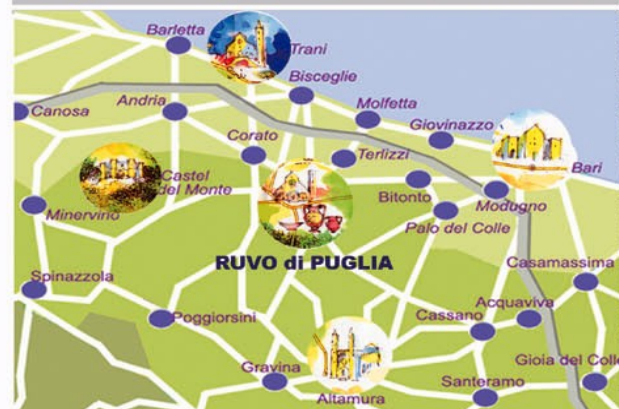 Barletta
Trani
Bisceglie
Canosa
Andria
Molfetta
Giovinazzo
Corato
Terlizzi
Bari
Castel
del Monte
Bitonto
Modugno
Minervino
Palo del Colle
RUVO di PUGLIA
Casamassima
Spinazzola
Acquaviva
Poggiorsini
Cassano
Gravina
Gioia del Colle
Altamura
Santeramo